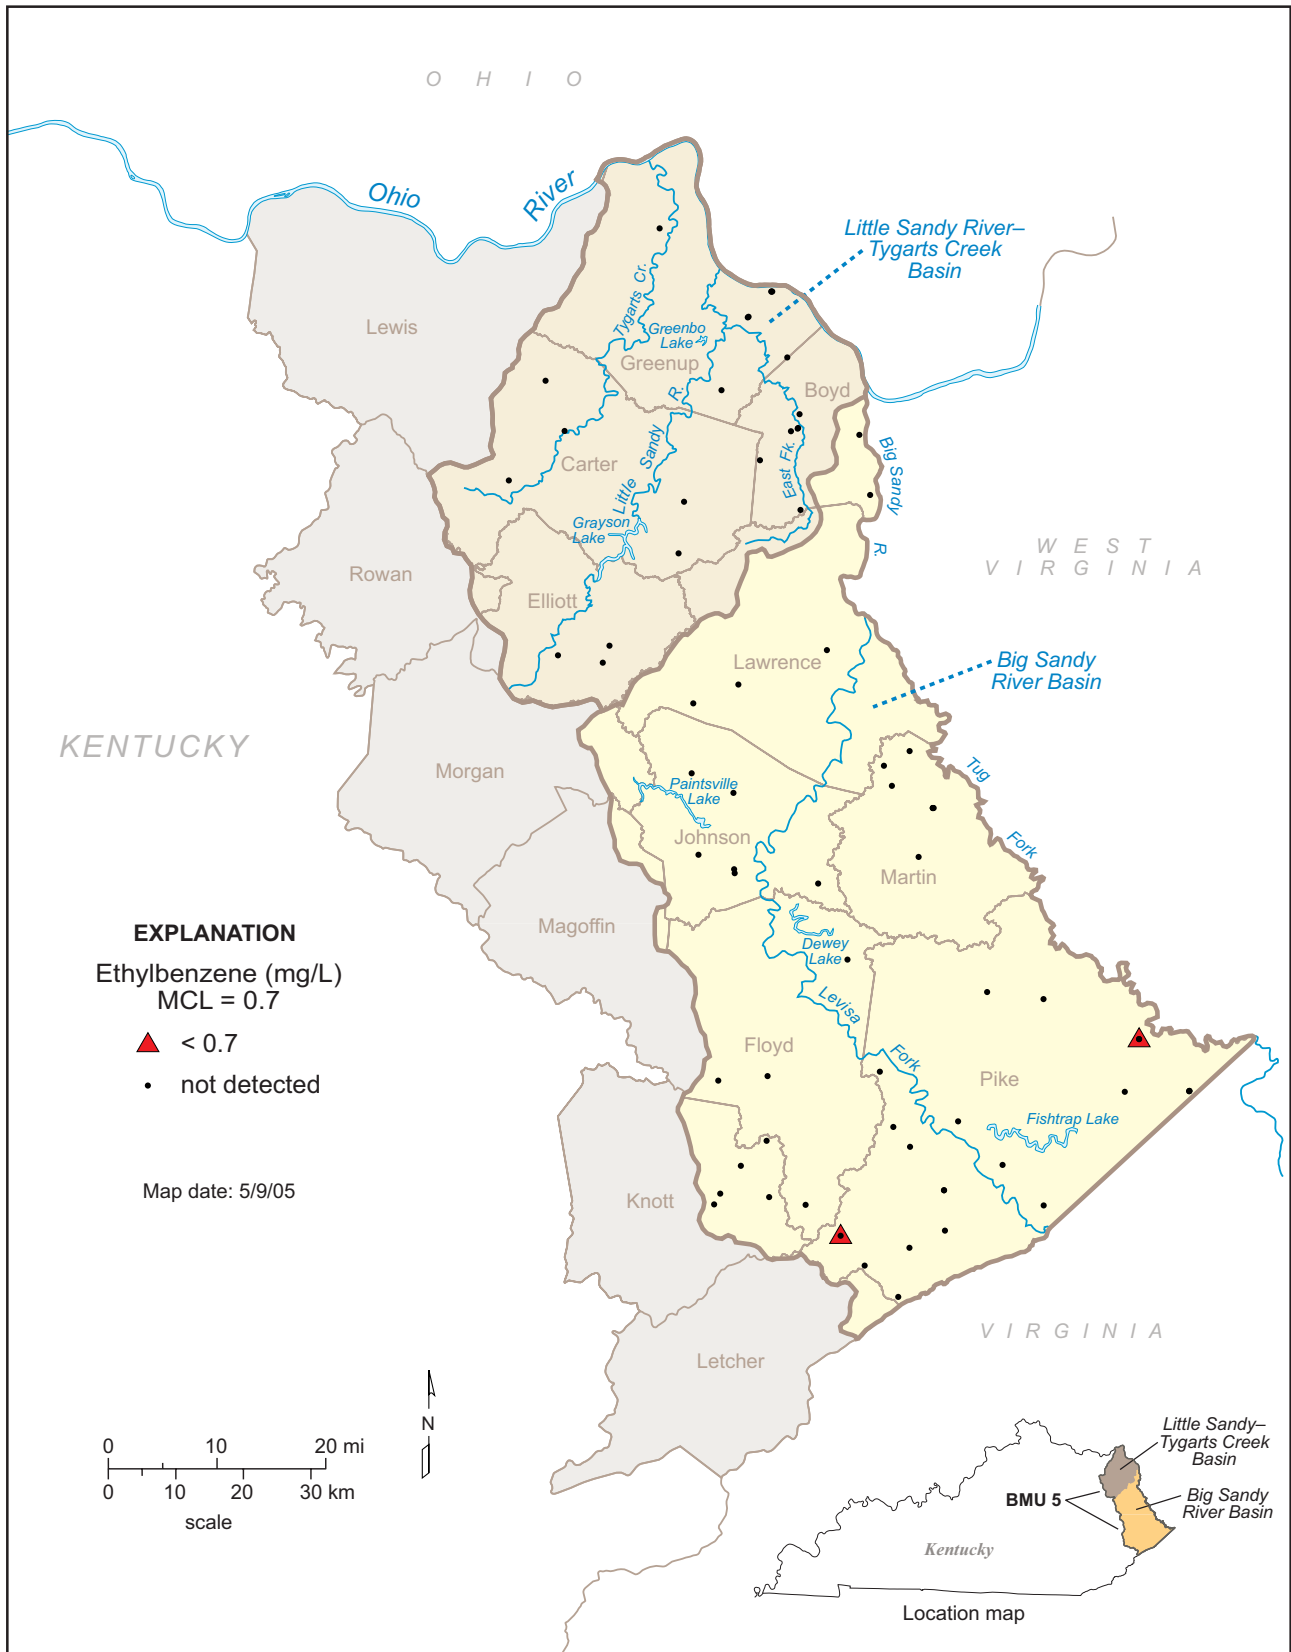 O H I O
Ohio
River
Little Sandy River–
Tygarts Creek
Basin
Lewis
Tygarts Cr.
Greenbo
Lake
Greenup
Boyd
R.
Sandy
Little
East Fk.
Big Sandy
R.
Carter
Grayson
Lake
WEST
VIRGINIA
Rowan
Elliott
Lawrence
Big Sandy
River Basin
KENTUCKY
Morgan
Paintsville
Lake
Tug
Fork
Johnson
Martin
Magoffin
Dewey
Lake
Levisa
Fork
Floyd
Pike
Fishtrap Lake
EXPLANATION
Ethylbenzene (mg/L)
MCL = 0.7
< 0.7
not detected
Map date: 5/9/05
Knott
Letcher
VIRGINIA
N
0 10 20 mi
0 10 20 30 km
scale
Little Sandy–
Tygarts Creek
Basin
BMU 5
Big Sandy
River Basin
Kentucky
Location map